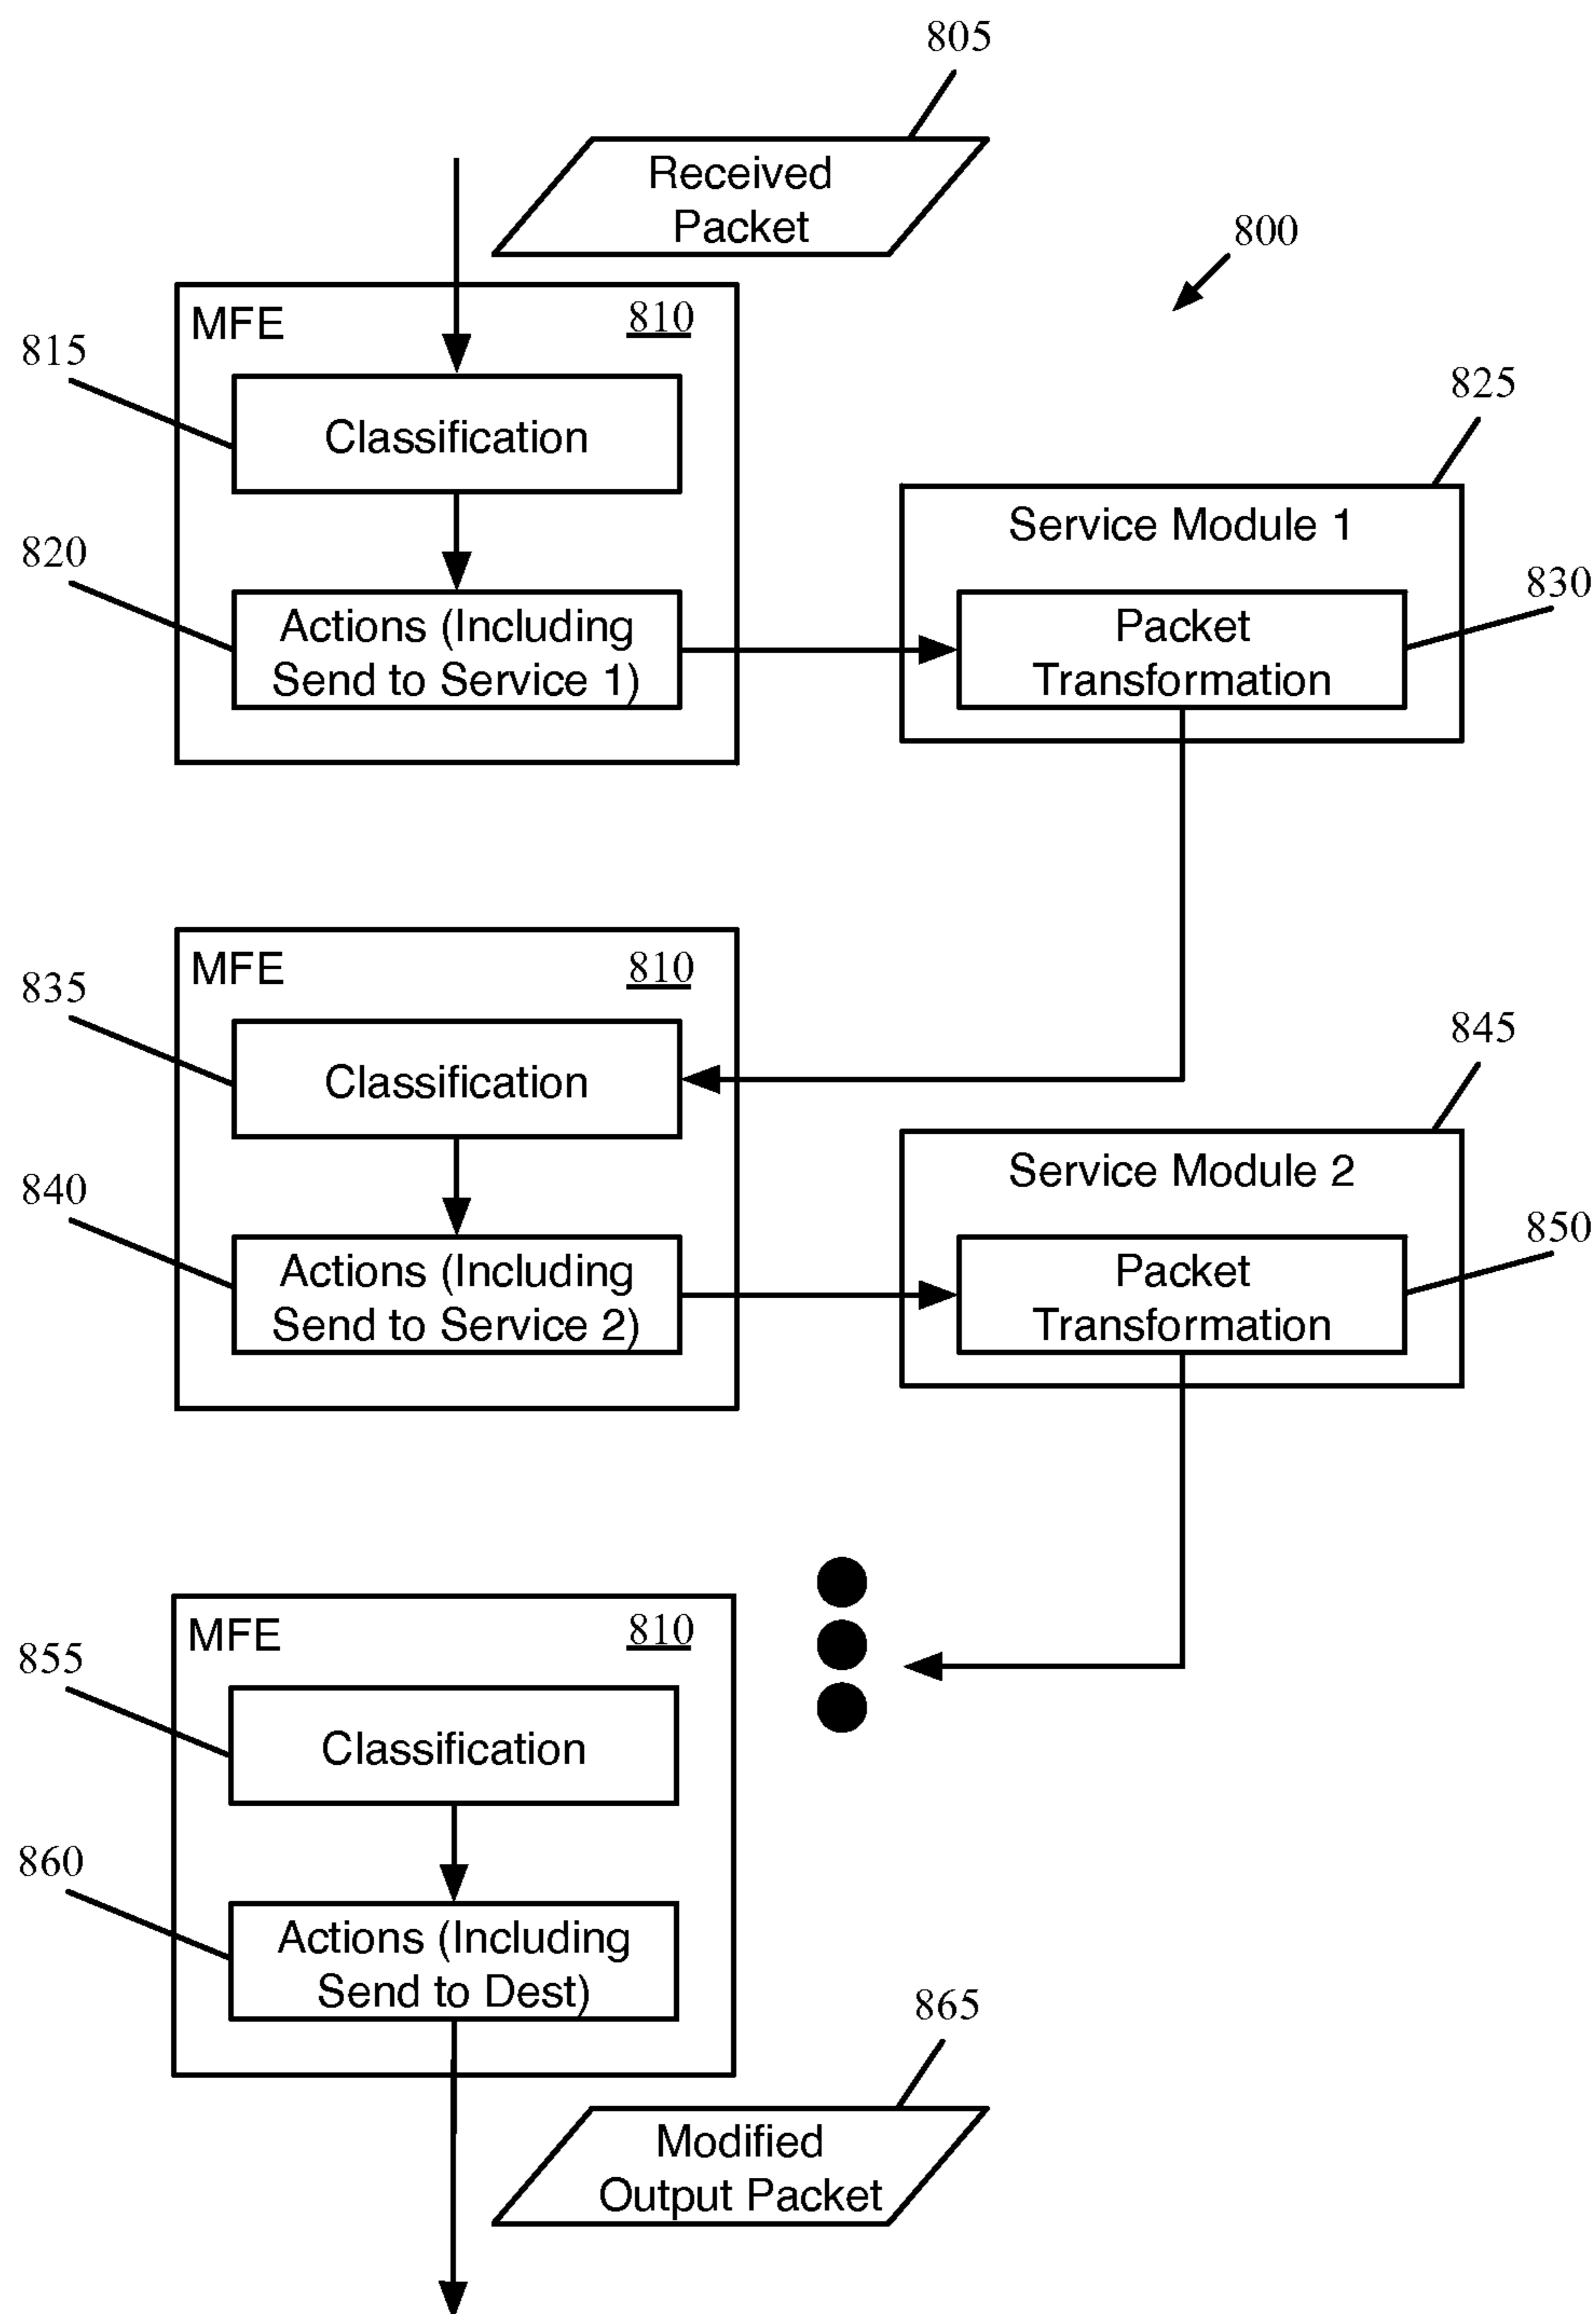 805
Received
Packet
800
MFE 810
815
Classification
825
Service Module 1
820
Actions (Including
Send to Service 1)
830
Packet
Transformation
MFE 810
835
Classification
845
Service Module 2
840
Actions (Including
Send to Service 2)
850
Packet
Transformation
MFE 810
855
Classification
860
Actions (Including
Send to Dest)
865
Modified
Output Packet